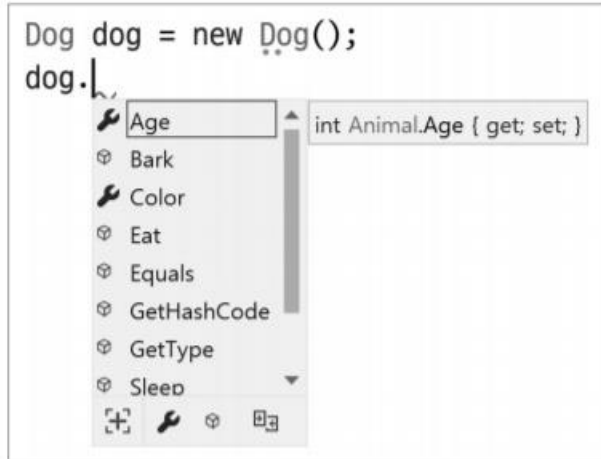 Dog dog = new Dog();
dog.
Age
int Animal.Age { get; set; }
Bark
Color
Eat
Equals
GetHashCode
GetType
Sleep